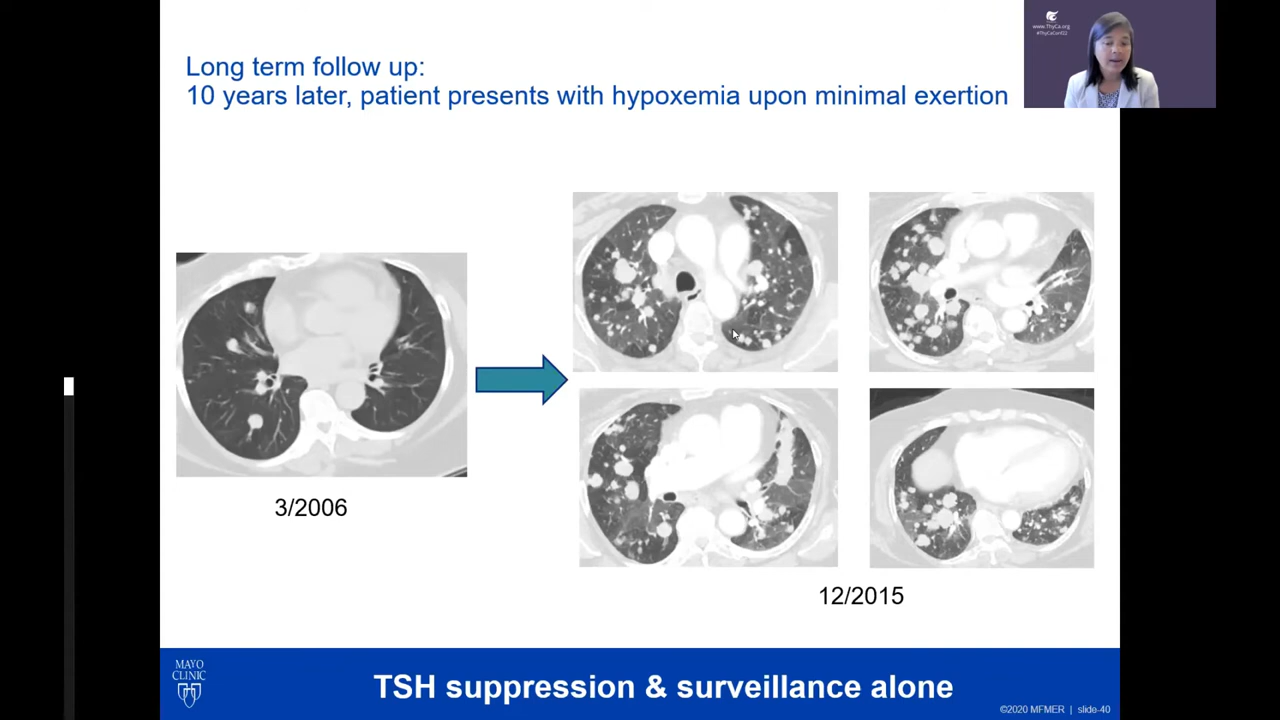 www.ThyCa.org
#ThyCaConf22
Long term follow up:
10 years later, patient presents with hypoxemia upon minimal exertion
3/2006
12/2015
MAYO
CLINIC
TSH suppression & surveillance alone
©2020 MFMER | slide-40